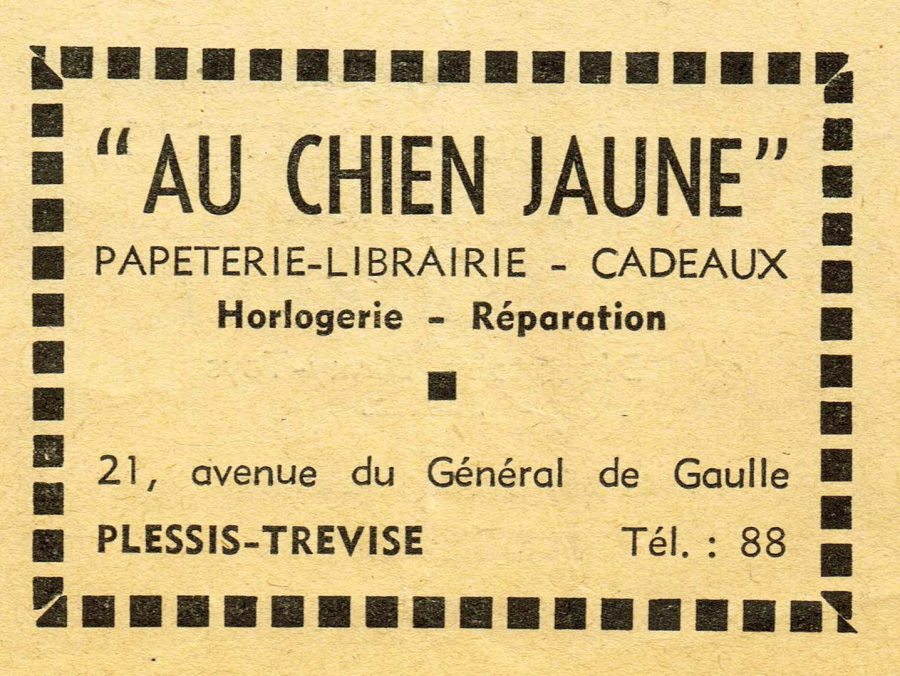 "AU CHIEN JAUNE"
PAPETERIE-LIBRAIRIE - CADEAUX
Horlogerie - Réparation
21, avenue du Général de Gaulle
PLESSIS-TREVISE Tél. : 88